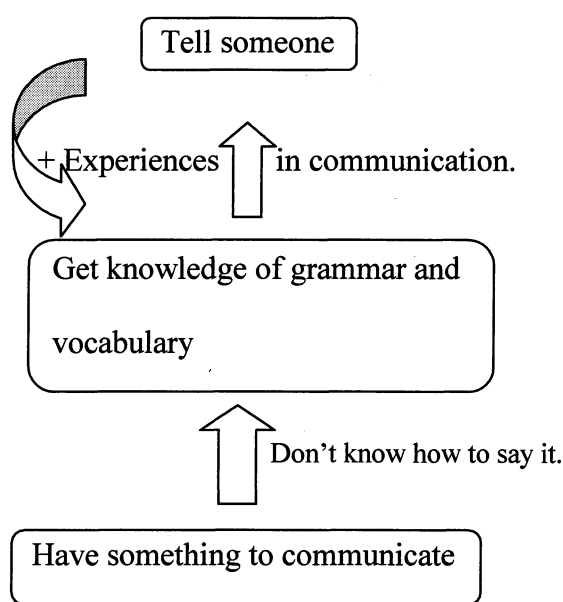 Tell someone
+ Experiences in communication.
Get knowledge of grammar and
vocabulary
Don't know how to say it.
Have something to communicate